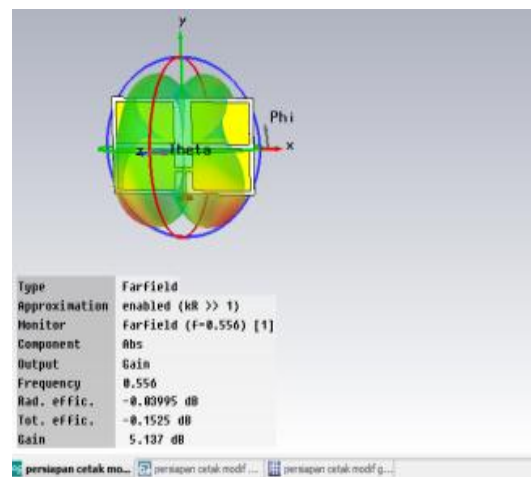 y
Phi
x
z Theta
Type Farfield
Approximation enabled (kR >> 1)
Monitor Farfield (f=0.556) [1]
Component Abs
Output Gain
Frequency 0.556
Rad. effic. -0.03995 dB
Tot. effic. -0.1525 dB
Gain 5.137 dB
persiapan cetak mo... persiapan cetak modif ... persiapan cetak modif g...